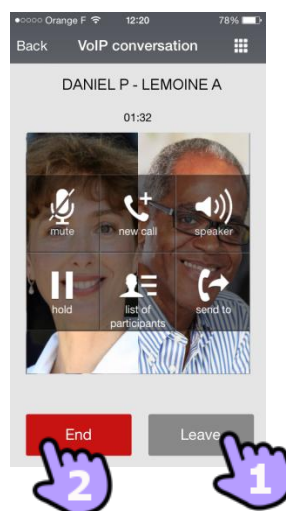 Orange F 12:20 78%
Back VoIP conversation
DANIEL P - LEMOINE A
01:32
mute new call speaker
hold list of participants send to
End Leave
2 1